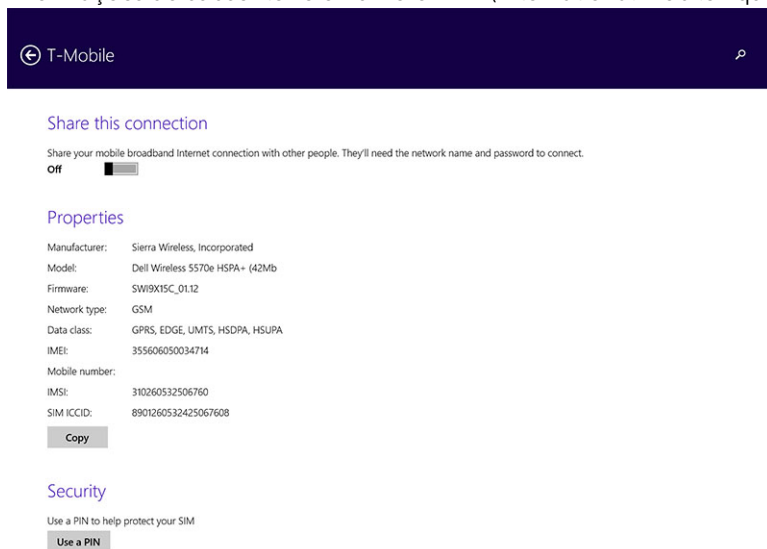 T-Mobile
Share this connection
Share your mobile broadband Internet connection with other people. They'll need the network name and password to connect.
Off
Properties
Manufacturer: Sierra Wireless, Incorporated
Model: Dell Wireless 5570e HSPA+ (42Mb
Firmware: SWI9X15C_01.12
Network type: GSM
Data class: GPRS, EDGE, UMTS, HSDPA, HSUPA
IMEI: 355606050034714
Mobile number:
IMSI: 310260532506760
SIM ICCID: 8901260532425067608
Copy
Security
Use a PIN to help protect your SIM
Use a PIN